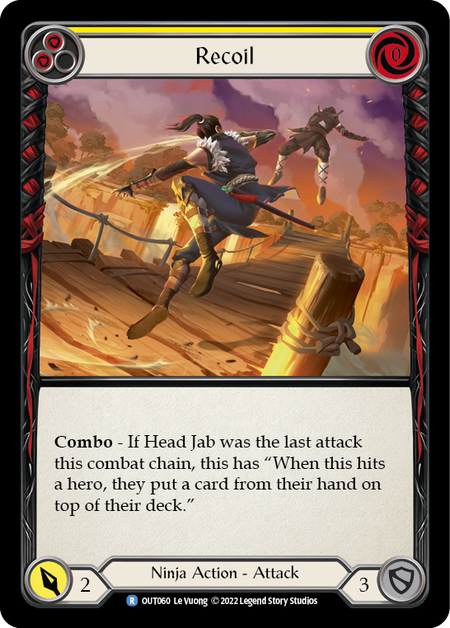 Recoil
0
Combo - If Head Jab was the last attack
this combat chain, this has “When this hits
a hero, they put a card from their hand on
top of their deck.”
2
Ninja Action - Attack
3
R OUT060 Le Vuong © 2022 Legend Story Studios